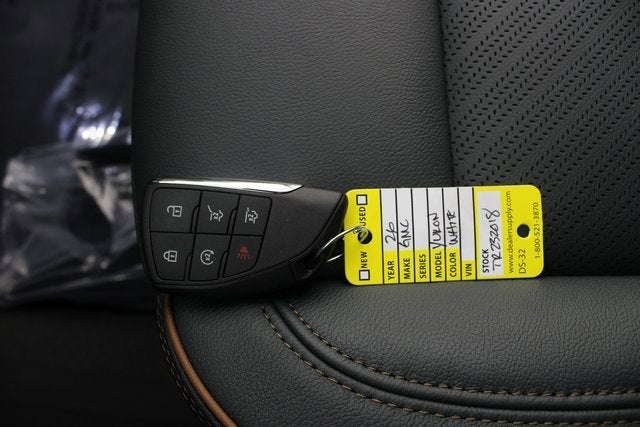 NEW USED
YEAR 26
MAKE GMC
SERIES
MODEL YUKON
COLOR WHITE
VIN
STOCK TR232018
www.dealersupply.com
DS-32 1-800-521-3870